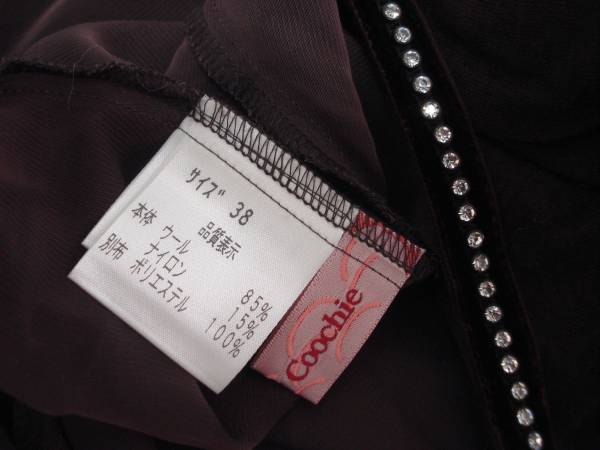 サイズ 38
品質表示
本体 ウール 85%
ナイロン 15%
別布 ポリエステル 100%
Coochie